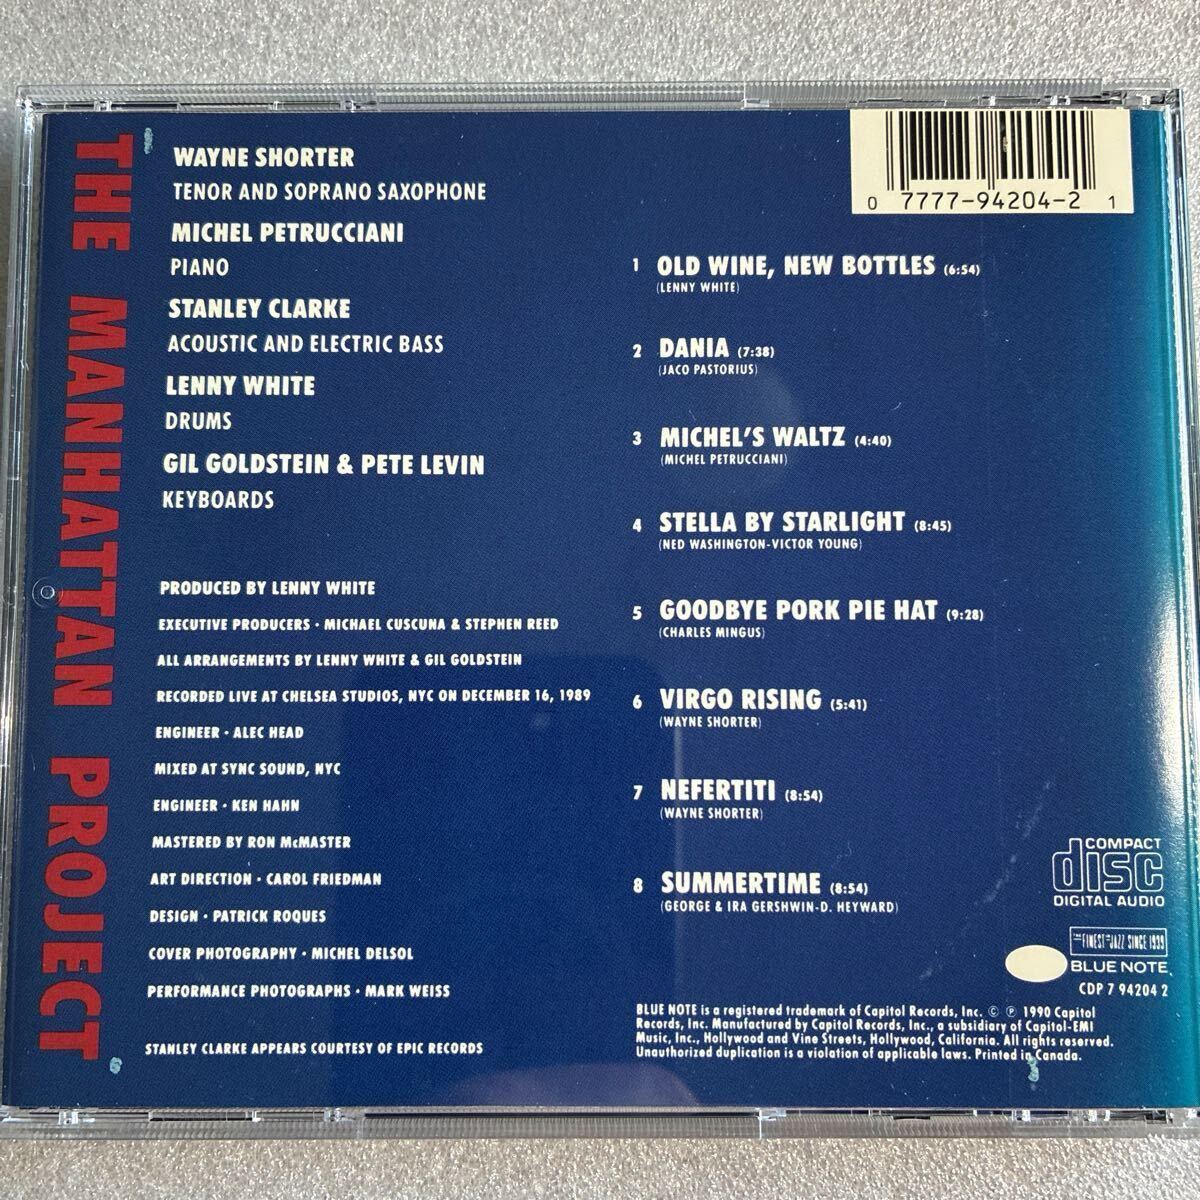 THE MANHATTAN PROJECT
WAYNE SHORTER
TENOR AND SOPRANO SAXOPHONE
MICHEL PETRUCCIANI
PIANO
STANLEY CLARKE
ACOUSTIC AND ELECTRIC BASS
LENNY WHITE
DRUMS
GIL GOLDSTEIN & PETE LEVIN
KEYBOARDS
PRODUCED BY LENNY WHITE
EXECUTIVE PRODUCERS · MICHAEL CUSCUNA & STEPHEN REED
ALL ARRANGEMENTS BY LENNY WHITE & GIL GOLDSTEIN
RECORDED LIVE AT CHELSEA STUDIOS, NYC ON DECEMBER 16, 1989
ENGINEER · ALEC HEAD
MIXED AT SYNC SOUND, NYC
ENGINEER · KEN HAHN
MASTERED BY RON McMASTER
ART DIRECTION · CAROL FRIEDMAN
DESIGN · PATRICK ROQUES
COVER PHOTOGRAPHY · MICHEL DELSOL
PERFORMANCE PHOTOGRAPHS · MARK WEISS
STANLEY CLARKE APPEARS COURTESY OF EPIC RECORDS
0 7777-94204-2 1
1 OLD WINE, NEW BOTTLES (6:54)
(LENNY WHITE)
2 DANIA (7:38)
(JACO PASTORIUS)
3 MICHEL'S WALTZ (4:40)
(MICHEL PETRUCCIANI)
4 STELLA BY STARLIGHT (8:45)
(NED WASHINGTON-VICTOR YOUNG)
5 GOODBYE PORK PIE HAT (9:28)
(CHARLES MINGUS)
6 VIRGO RISING (5:41)
(WAYNE SHORTER)
7 NEFERTITI (8:54)
(WAYNE SHORTER)
8 SUMMERTIME (8:54)
(GEORGE & IRA GERSHWIN-D. HEYWARD)
COMPACT
disc
DIGITAL AUDIO
THE FINEST IN JAZZ SINCE 1939
BLUE NOTE
CDP 7 94204 2
BLUE NOTE is a registered trademark of Capitol Records, Inc. © ℗ 1990 Capitol
Records, Inc. Manufactured by Capitol Records, Inc., a subsidiary of Capitol-EMI
Music, Inc., Hollywood and Vine Streets, Hollywood, California. All rights reserved.
Unauthorized duplication is a violation of applicable laws. Printed in Canada.